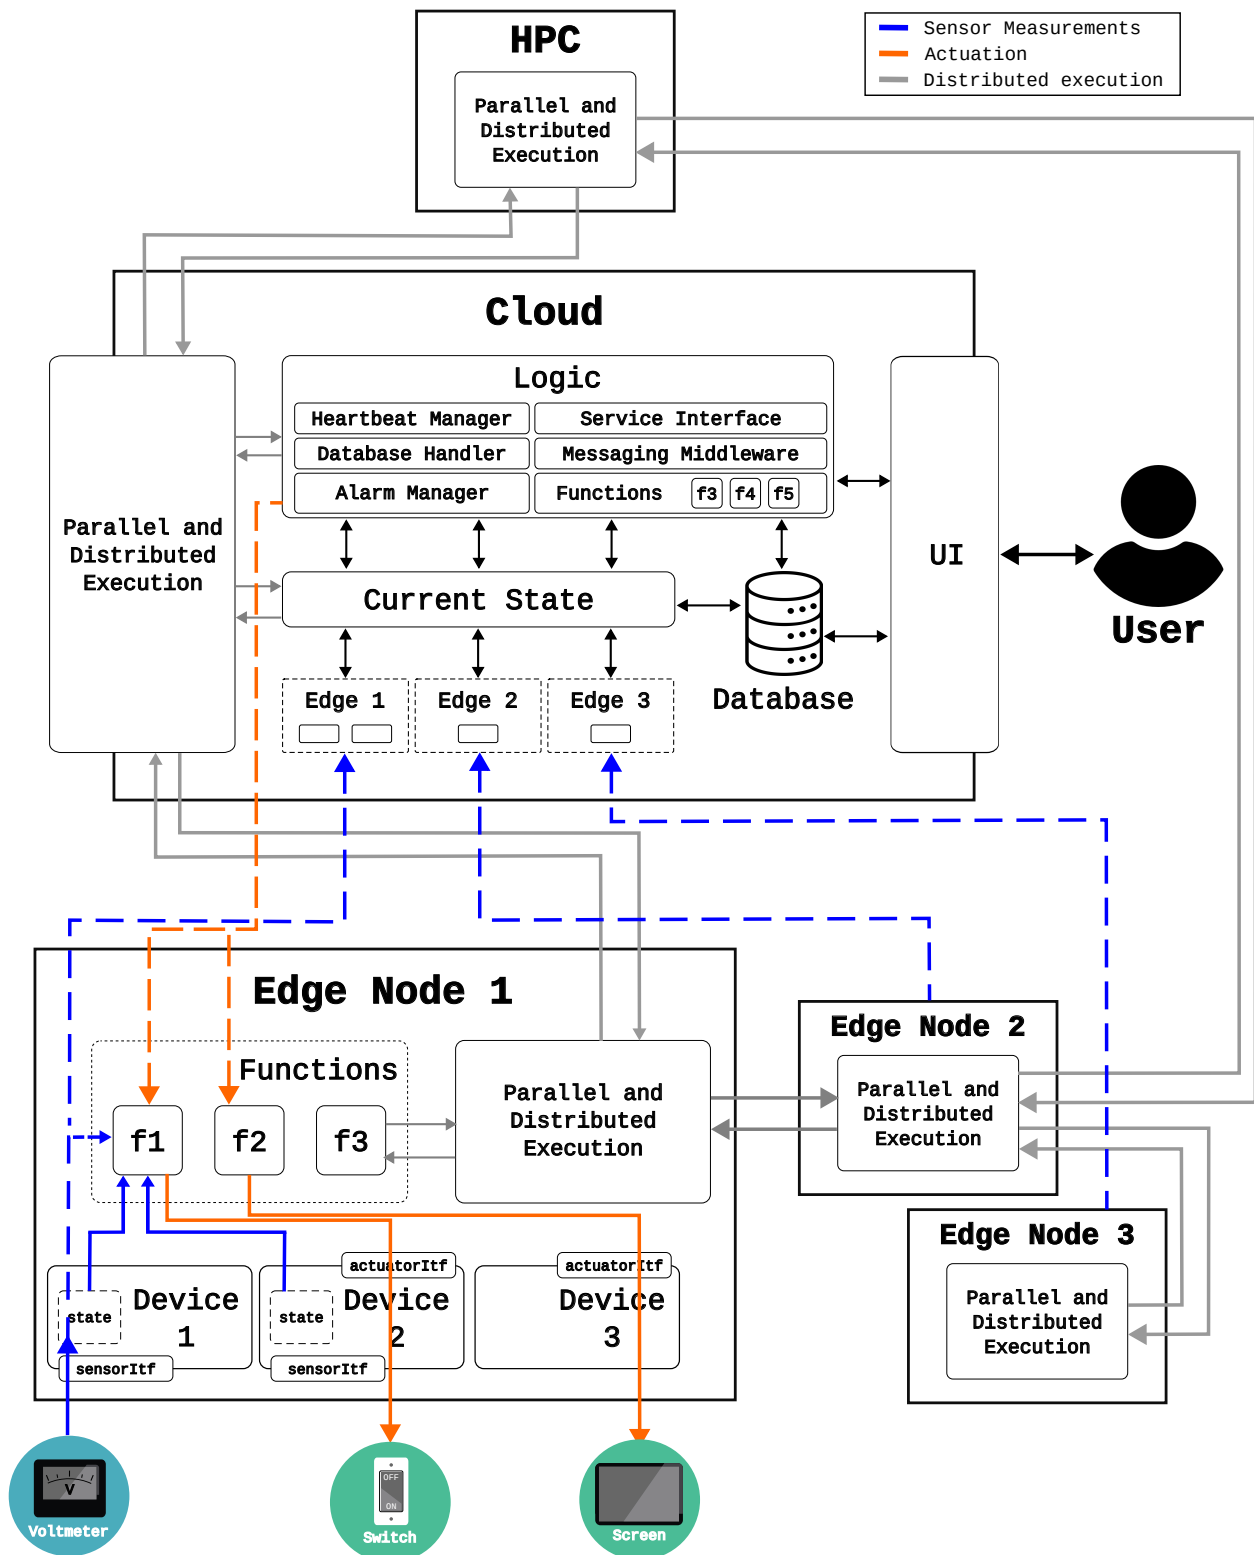 HPC
Parallel and
Distributed
Execution
Sensor Measurements
Actuation
Distributed execution
Cloud
Parallel and
Distributed
Execution
Logic
Heartbeat Manager
Service Interface
Database Handler
Messaging Middleware
Alarm Manager
Functions f3 f4 f5
Current State
Edge 1
Edge 2
Edge 3
Database
UI
User
Edge Node 1
Functions
f1
f2
f3
Parallel and
Distributed
Execution
Edge Node 2
Parallel and
Distributed
Execution
Edge Node 3
Parallel and
Distributed
Execution
state
Device
1
sensorItf
actuatorItf
state
Device
2
sensorItf
actuatorItf
Device
3
V
Voltmeter
OFF
ON
Switch
Screen